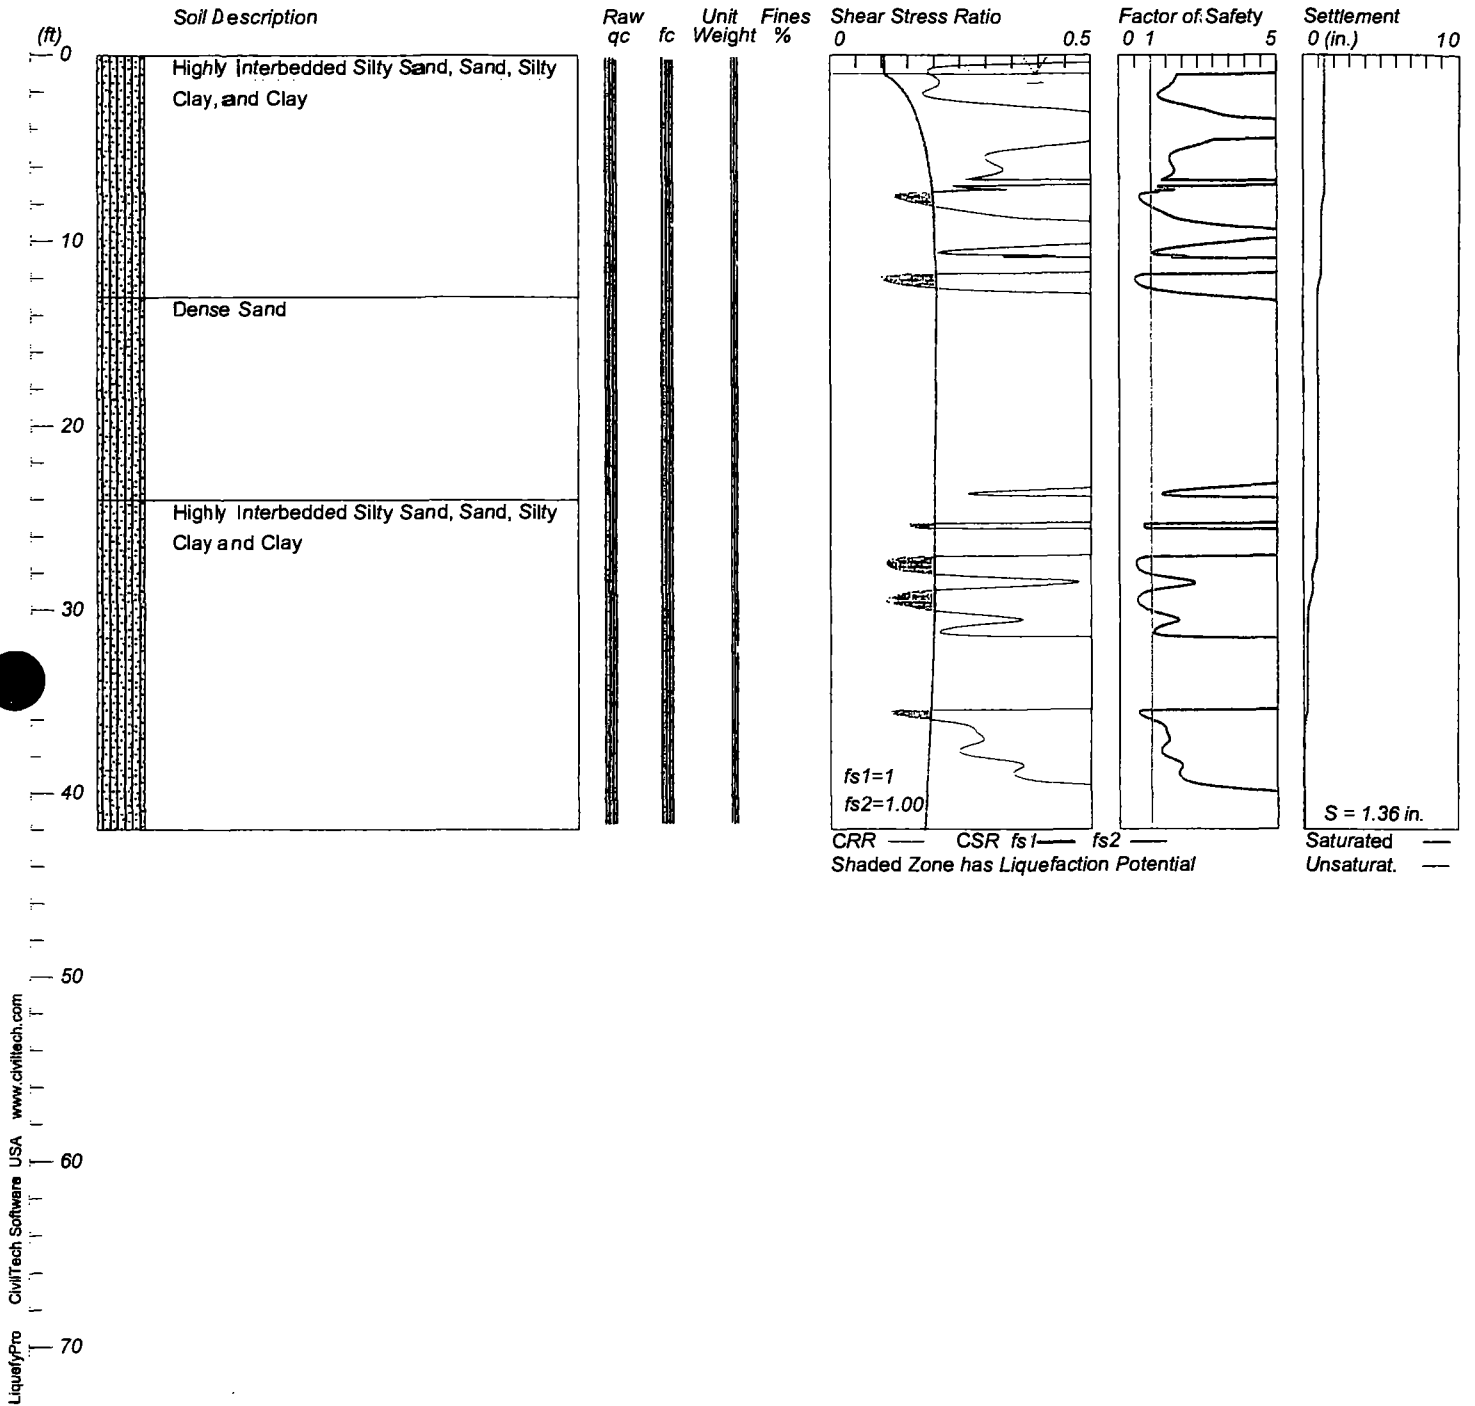 Soil Description
Raw qc
fc
Unit Weight
Fines %
Shear Stress Ratio
0 0.5
Factor of Safety
0 1 5
Settlement
0 (in.) 10
(ft)
0
Highly Interbedded Silty Sand, Sand, Silty
Clay, and Clay
10
Dense Sand
20
Highly Interbedded Silty Sand, Sand, Silty
Clay and Clay
30
40
fs1=1
fs2=1.00
S = 1.36 in.
CRR CSR fs1 fs2
Shaded Zone has Liquefaction Potential
Saturated
Unsaturat.
50
60
70
LiquefyPro CivilTech Software USA www.civiltech.com